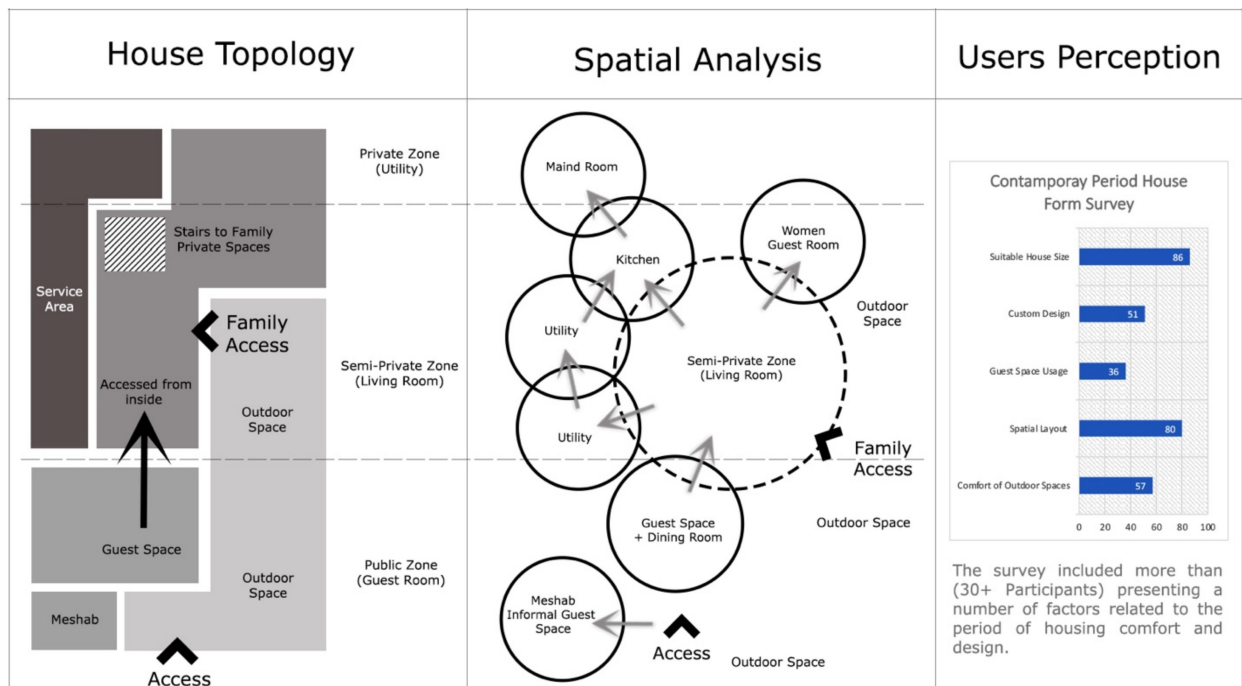 House Topology
Spatial Analysis
Users Perception
Private Zone
(Utility)
Stairs to Family
Private Spaces
Service
Area
Family
Access
Accessed from
inside
Semi-Private Zone
(Living Room)
Outdoor
Space
Guest Space
Outdoor
Space
Public Zone
(Guest Room)
Meshab
Access
Maind Room
Women
Guest Room
Kitchen
Outdoor
Space
Utility
Semi-Private Zone
(Living Room)
Utility
Family
Access
Guest Space
+ Dining Room
Outdoor Space
Meshab
Informal Guest
Space
Access
Outdoor Space
Contamporay Period House
Form Survey
Suitable House Size
86
Custom Design
51
Guest Space Usage
36
Spatial Layout
80
Comfort of Outdoor Spaces
57
0 20 40 60 80 100
The survey included more than
(30+ Participants) presenting a
number of factors related to the
period of housing comfort and
design.